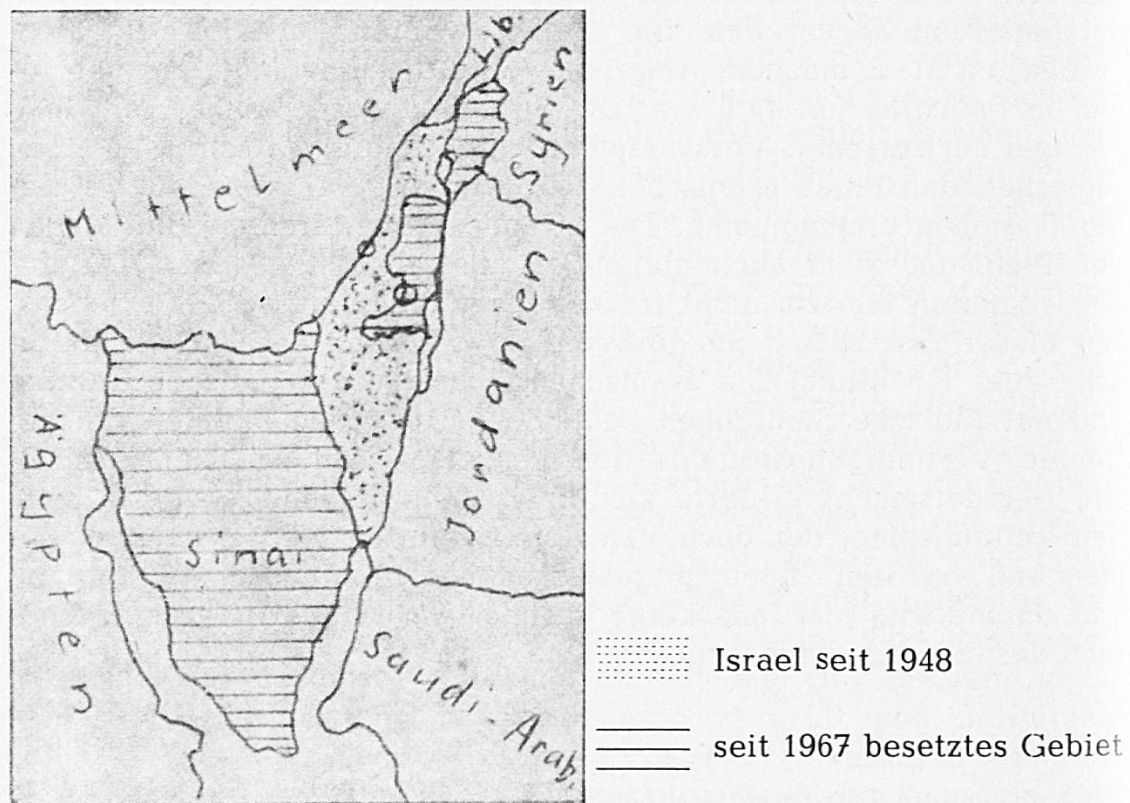 Mittelmeer
Lib.
Syrien
Jordanien
Ägypten
Sinai
Saudi-Arab.
Israel seit 1948
seit 1967 besetztes Gebiet